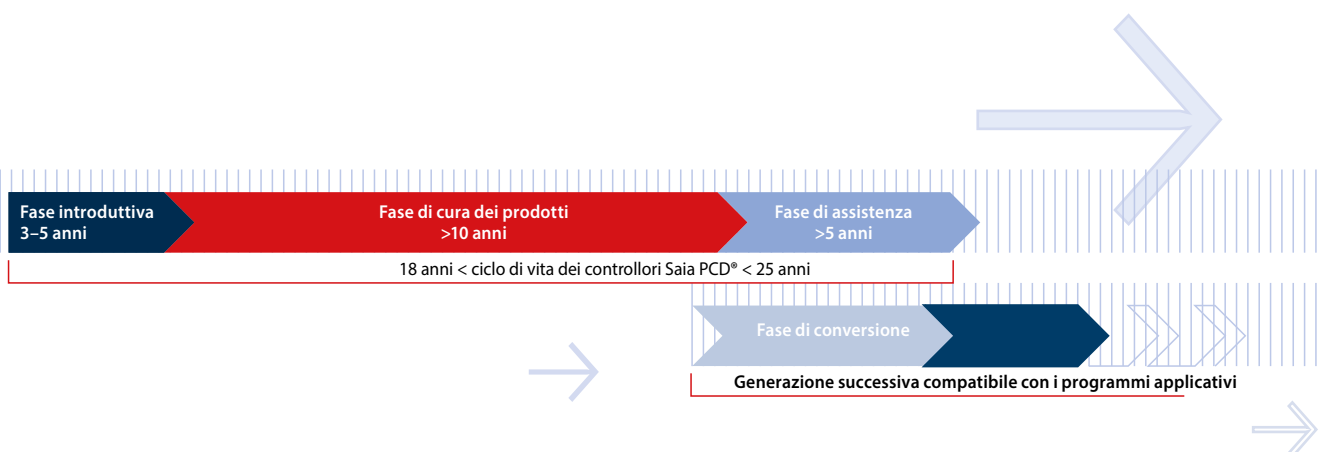 Fase introduttiva
3–5 anni
Fase di cura dei prodotti
>10 anni
Fase di assistenza
>5 anni
18 anni < ciclo di vita dei controllori Saia PCD® < 25 anni
Fase di conversione
Generazione successiva compatibile con i programmi applicativi